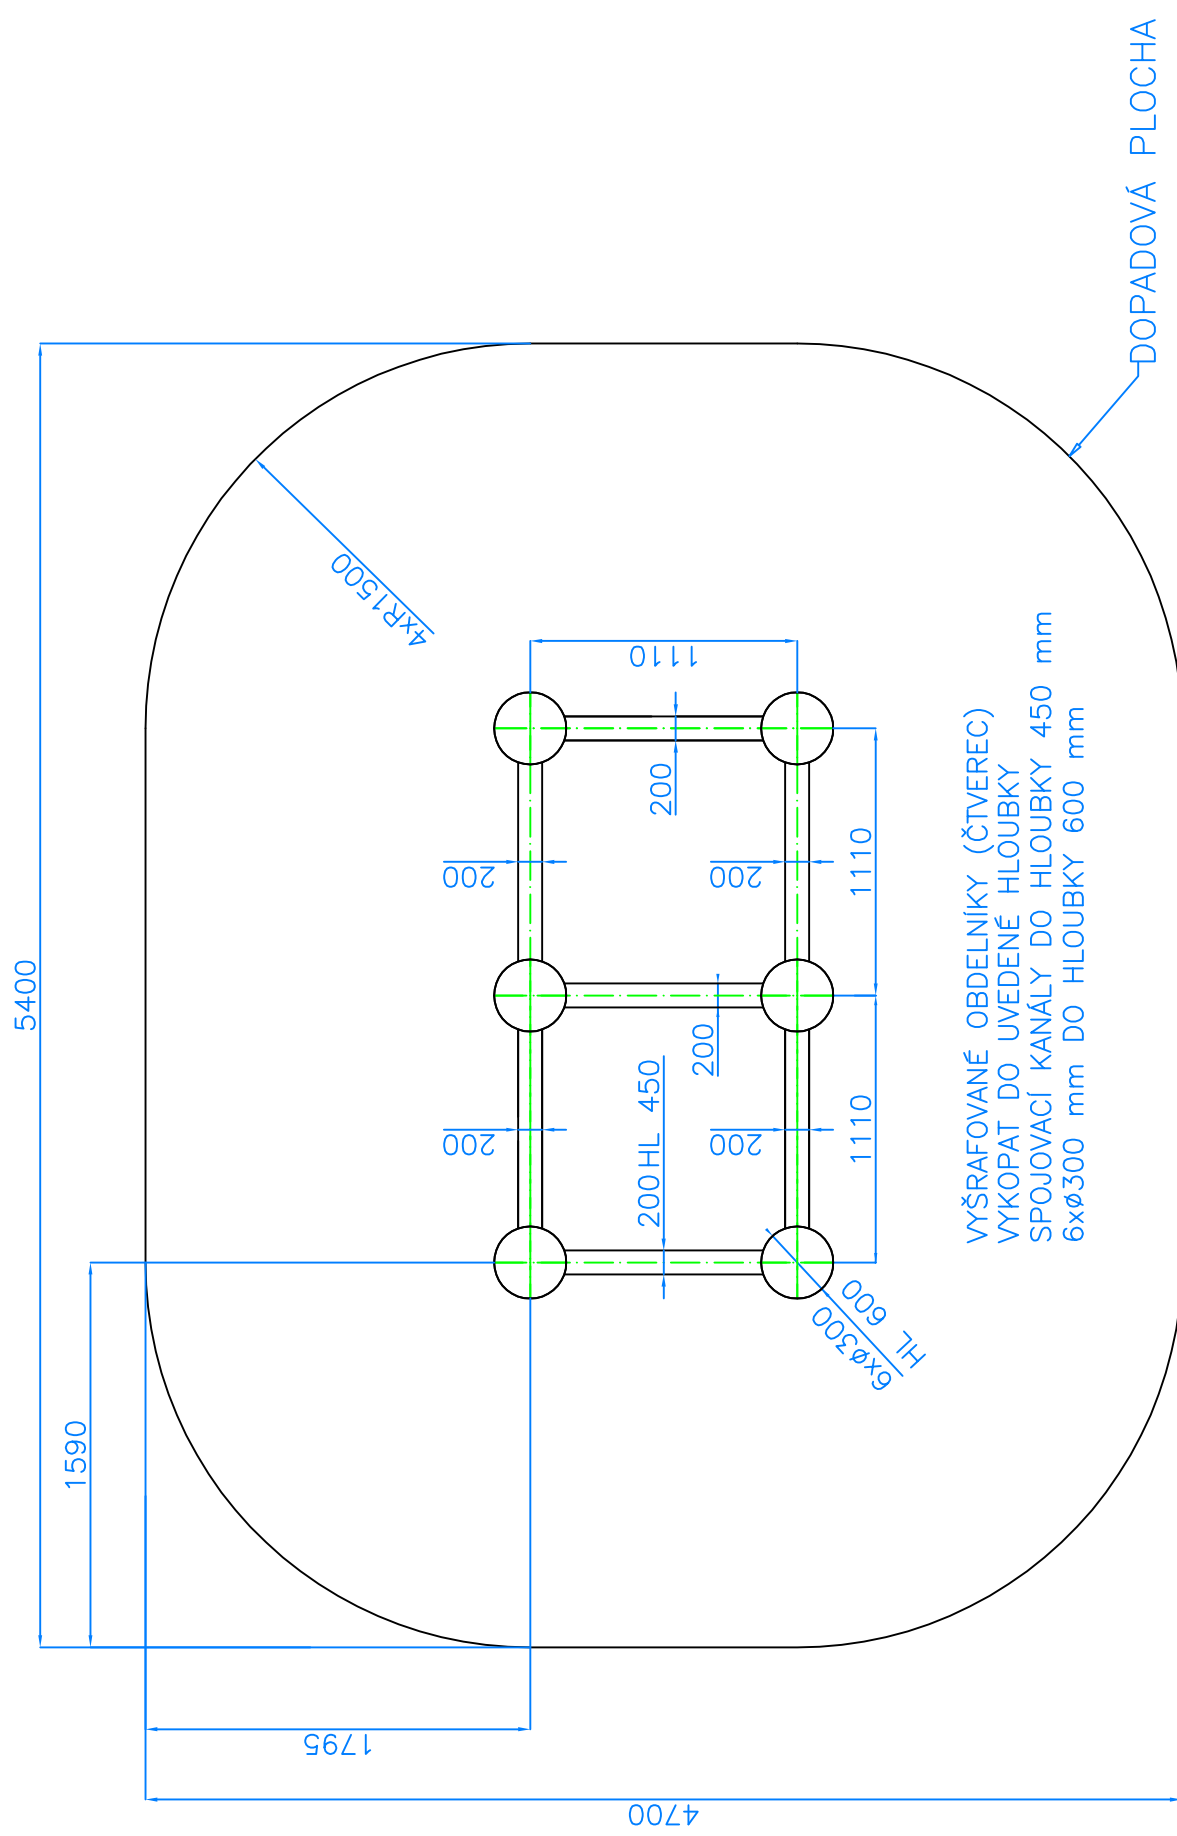 5400
1590
1795
4700
4xR1500
1110
200
200
200
1110
200
200
200
200HL 450
1110
6xø300
HL 600
VYŠRAFOVANÉ OBDELNÍKY (ČTVEREC)
VYKOPAT DO UVEDENÉ HLOUBKY
SPOJOVACÍ KANÁLY DO HLOUBKY 450 mm
6xø300 mm DO HLOUBKY 600 mm
DOPADOVÁ PLOCHA